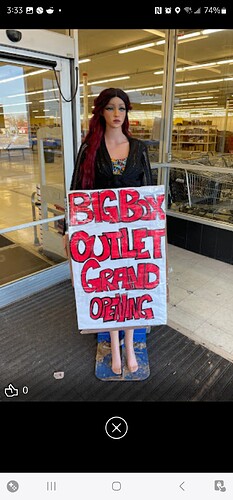 3:33
74%
BIG BOX
OUTLET
GRAND
OPENING
0